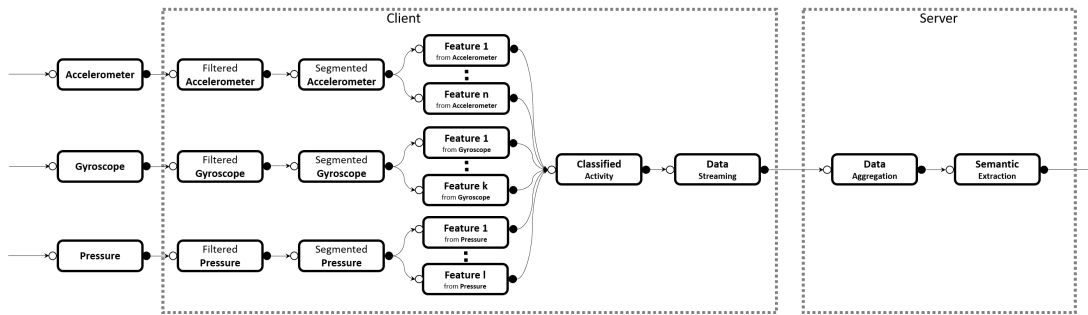 Client
Server
Accelerometer
Filtered
Accelerometer
Segmented
Accelerometer
Feature 1
from Accelerometer
Feature n
from Accelerometer
Gyroscope
Filtered
Gyroscope
Segmented
Gyroscope
Feature 1
from Gyroscope
Feature k
from Gyroscope
Pressure
Filtered
Pressure
Segmented
Pressure
Feature 1
from Pressure
Feature l
from Pressure
Classified
Activity
Data
Streaming
Data
Aggregation
Semantic
Extraction